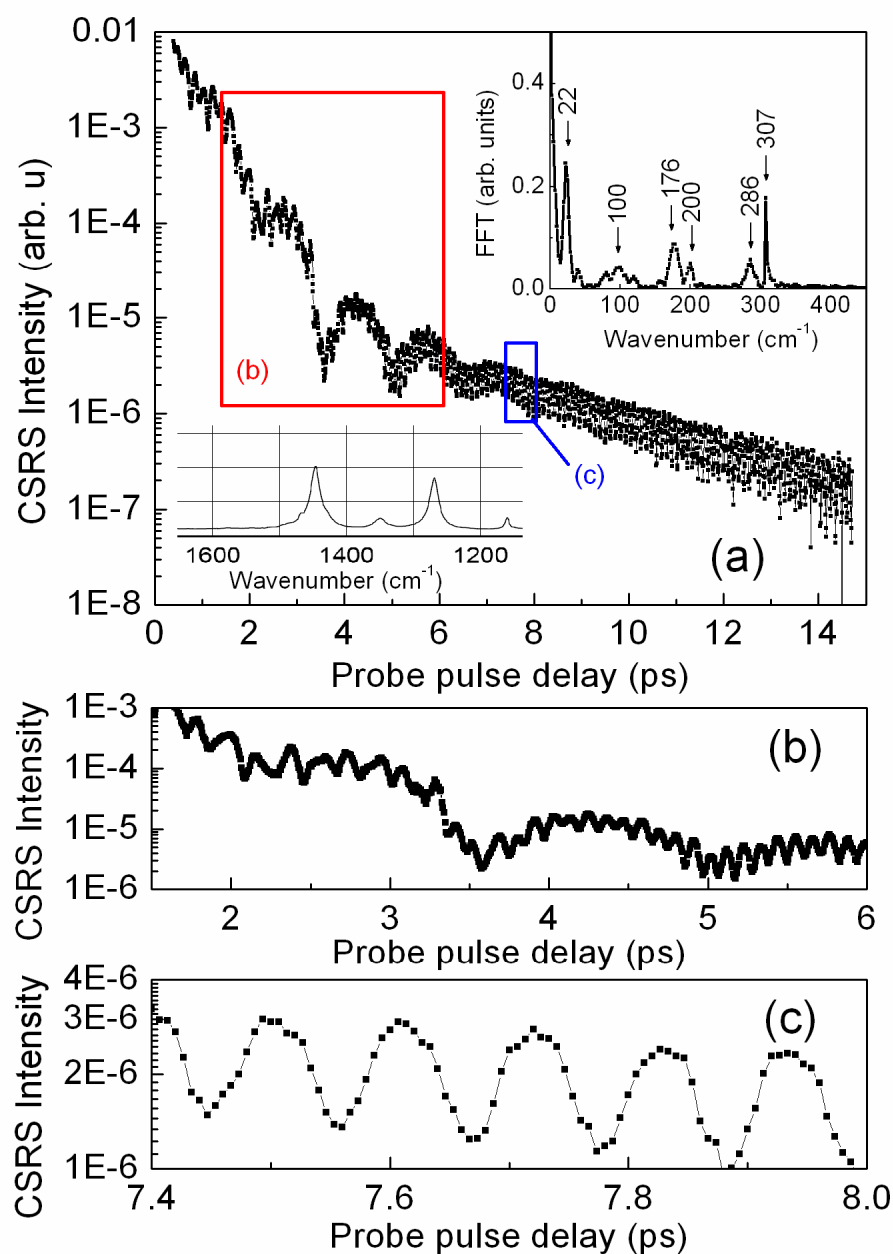 0.01
1E-3
1E-4
1E-5
1E-6
1E-7
1E-8
CSRS Intensity (arb. u)
0 2 4 6 8 10 12 14
Probe pulse delay (ps)
(a)
(b)
(c)
0.4
0.2
0.0
FFT (arb. units)
22
100
176
200
286
307
0 100 200 300 400
Wavenumber (cm-1)
1600 1400 1200
Wavenumber (cm-1)
1E-3
1E-4
1E-5
1E-6
CSRS Intensity
(b)
2 3 4 5 6
Probe pulse delay (ps)
4E-6
3E-6
2E-6
1E-6
CSRS Intensity
(c)
7.4 7.6 7.8 8.0
Probe pulse delay (ps)